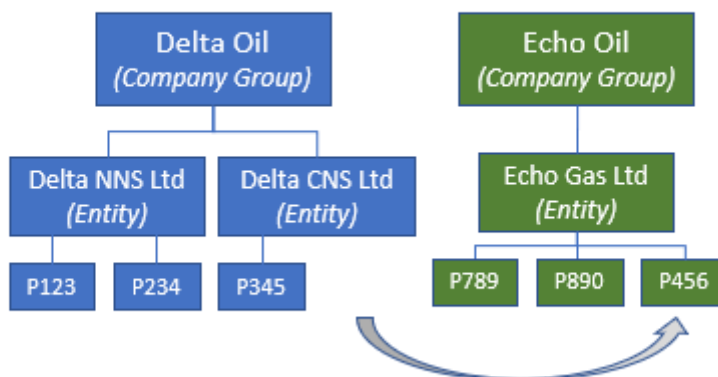 Delta Oil
(Company Group)
Echo Oil
(Company Group)
Delta NNS Ltd
(Entity)
Delta CNS Ltd
(Entity)
Echo Gas Ltd
(Entity)
P123
P234
P345
P789
P890
P456